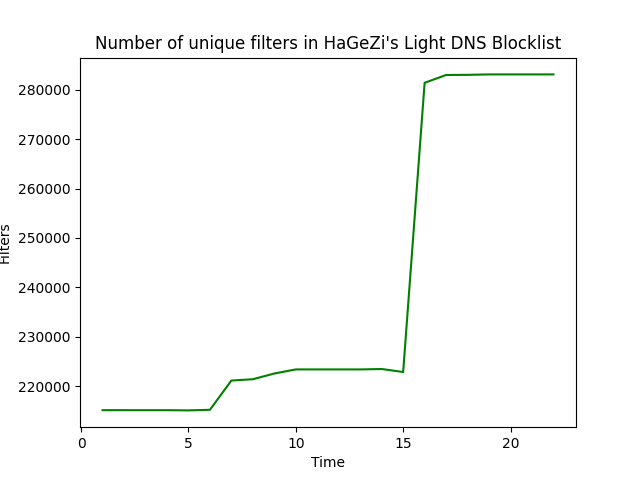 Number of unique filters in HaGeZi's Light DNS Blocklist
280000
270000
260000
250000
240000
230000
220000
Filters
0 5 10 15 20
Time